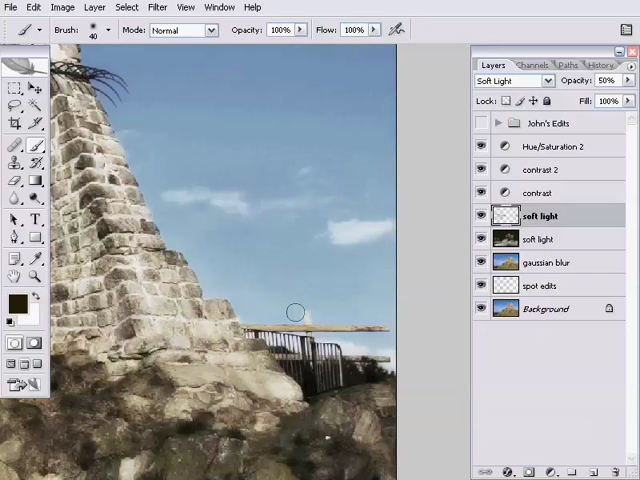 File Edit Image Layer Select Filter View Window Help
Brush: 40 Mode: Normal Opacity: 100% Flow: 100%
Layers Channels Paths History
Soft Light Opacity: 50%
Lock: Fill: 100%
John's Edits
Hue/Saturation 2
contrast 2
contrast
soft light
soft light
gaussian blur
spot edits
Background
T